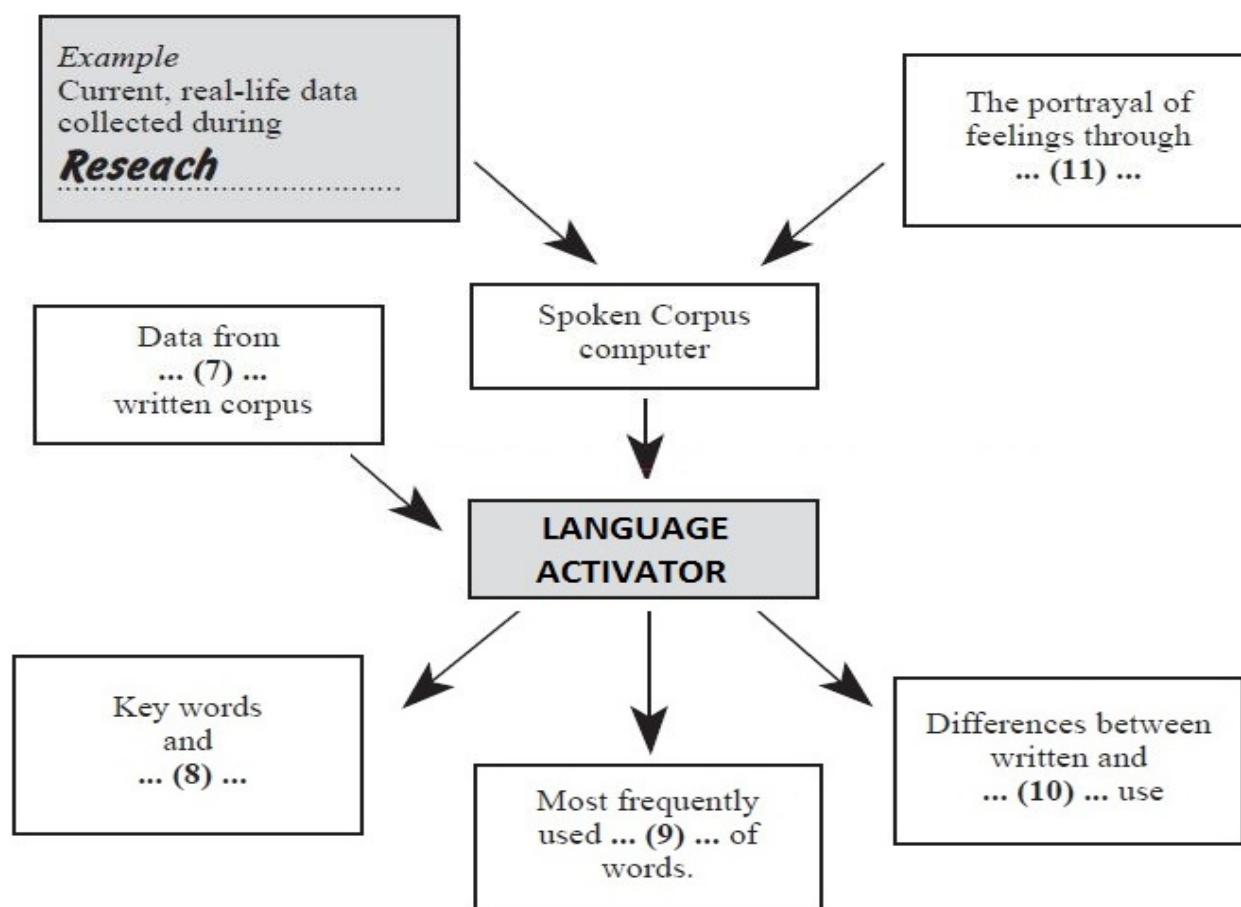 Example
Current, real-life data
collected during
Reseach
The portrayal of
feelings through
... (11) ...
Data from
... (7) ...
written corpus
Spoken Corpus
computer
LANGUAGE
ACTIVATOR
Key words
and
... (8) ...
Most frequently
used ... (9) ... of
words.
Differences between
written and
... (10) ... use